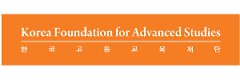 Korea Foundation for Advanced Studies
한국고등교육재단